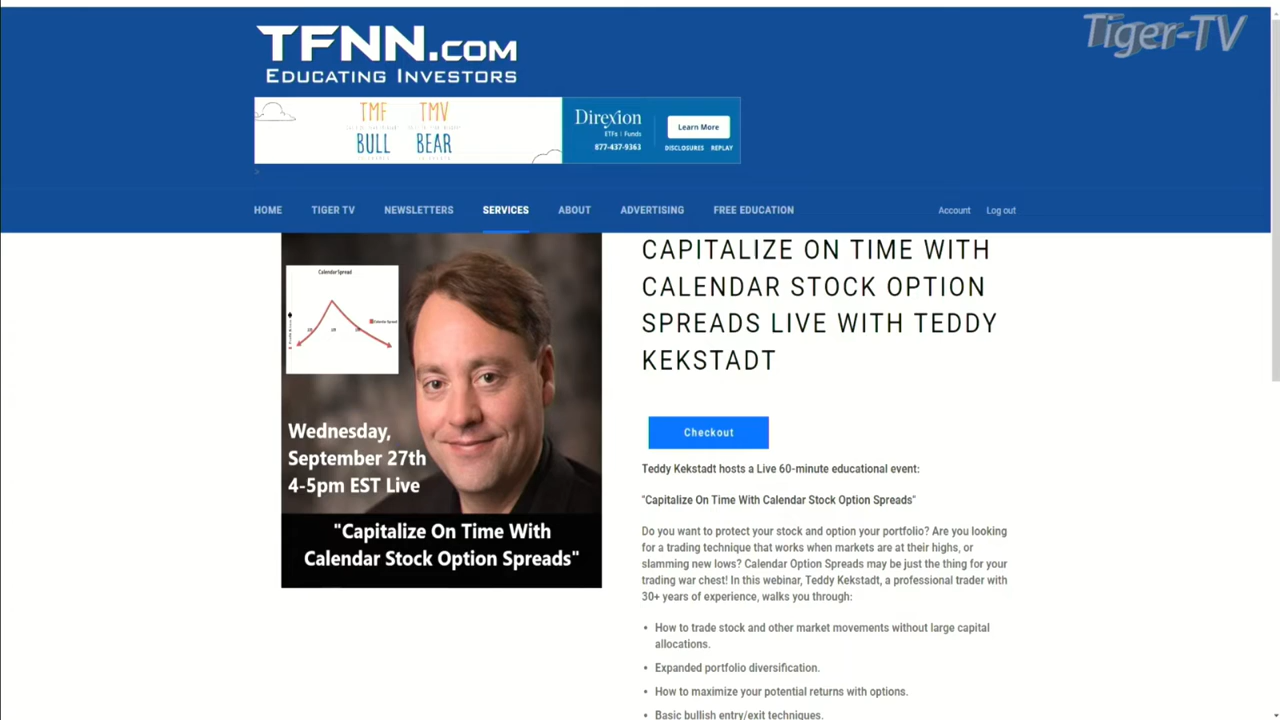 Tiger-TV
TFNN.COM
EDUCATING INVESTORS
TMF TMV
BULL BEAR
Direxion
ETFs | Funds
877-437-9363
Learn More
DISCLOSURES REPLAY
>
HOME TIGER TV NEWSLETTERS SERVICES ABOUT ADVERTISING FREE EDUCATION Account Log out
Calendar Spread
Wednesday,
September 27th
4-5pm EST Live
"Capitalize On Time With
Calendar Stock Option Spreads"
CAPITALIZE ON TIME WITH
CALENDAR STOCK OPTION
SPREADS LIVE WITH TEDDY
KEKSTADT
Checkout
Teddy Kekstadt hosts a Live 60-minute educational event:
"Capitalize On Time With Calendar Stock Option Spreads"
Do you want to protect your stock and option your portfolio? Are you looking
for a trading technique that works when markets are at their highs, or
slamming new lows? Calendar Option Spreads may be just the thing for your
trading war chest! In this webinar, Teddy Kekstadt, a professional trader with
30+ years of experience, walks you through:
• How to trade stock and other market movements without large capital
allocations.
• Expanded portfolio diversification.
• How to maximize your potential returns with options.
• Basic bullish entry/exit techniques.